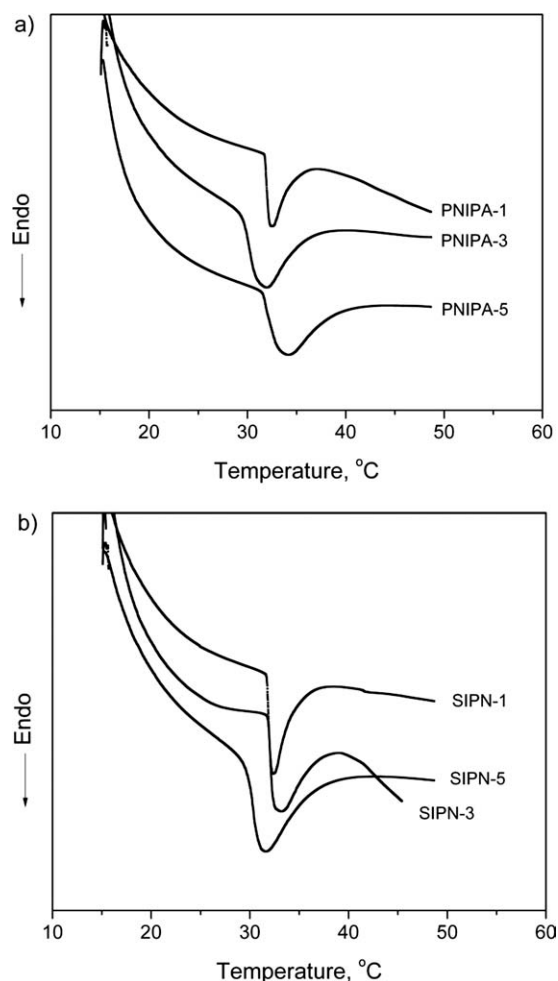 a)
Endo
PNIPA-1
PNIPA-3
PNIPA-5
10 20 30 40 50 60
Temperature, °C
b)
Endo
SIPN-1
SIPN-5
SIPN-3
10 20 30 40 50 60
Temperature, °C